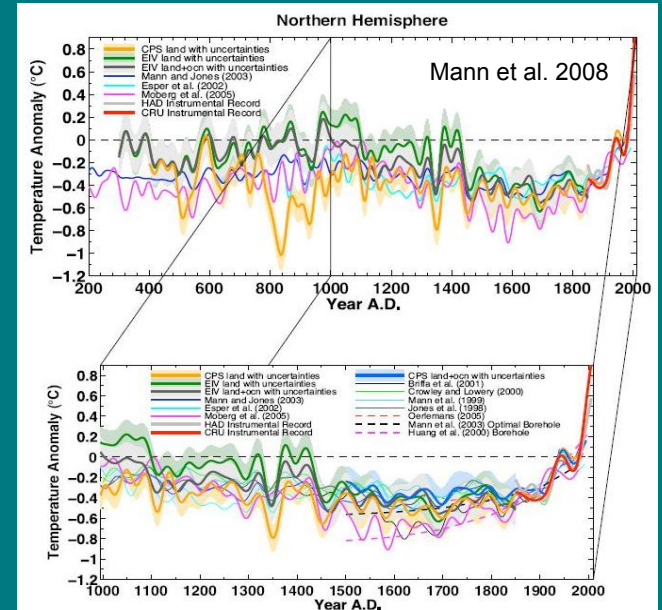 Northern Hemisphere
Mann et al. 2008
CPS land with uncertainties
EIV land with uncertainties
EIV land+ocn with uncertainties
Mann and Jones (2003)
Esper et al. (2002)
Moberg et al. (2005)
HAD Instrumental Record
CRU Instrumental Record
Temperature Anomaly (°C)
0.8
0.6
0.4
0.2
0
-0.2
-0.4
-0.6
-0.8
-1
-1.2
200 400 600 800 1000 1200 1400 1600 1800 2000
Year A.D.
CPS land with uncertainties
EIV land with uncertainties
EIV land+ocn with uncertainties
Mann and Jones (2003)
Esper et al. (2002)
Moberg et al. (2005)
HAD Instrumental Record
CRU Instrumental Record
CPS land+ocn with uncertainties
Briffa et al. (2001)
Crowley and Lowery (2000)
Mann et al. (1999)
Jones et al. (1998)
Oerlemans (2005)
Mann et al. (2003) Optimal Borehole
Huang et al. (2000) Borehole
Temperature Anomaly (°C)
0.8
0.6
0.4
0.2
0
-0.2
-0.4
-0.6
-0.8
-1
-1.2
1000 1100 1200 1300 1400 1500 1600 1700 1800 1900 2000
Year A.D.